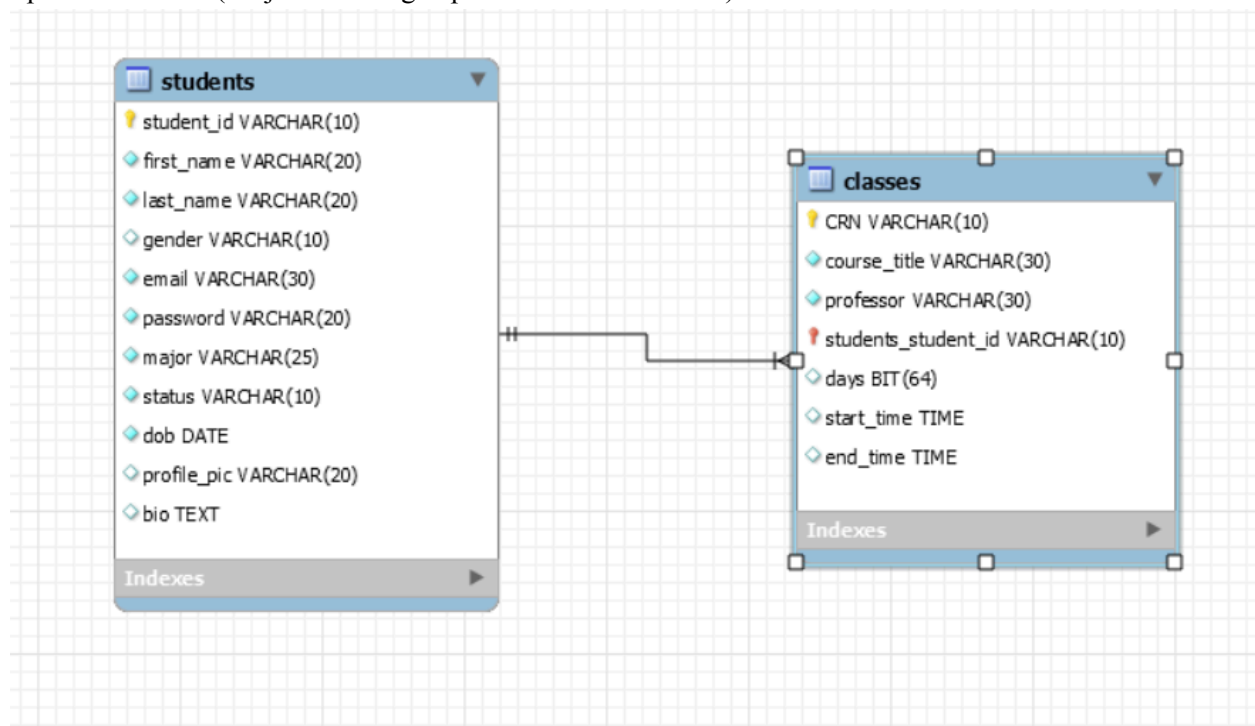 students
student_id VARCHAR(10)
first_name VARCHAR(20)
last_name VARCHAR(20)
gender VARCHAR(10)
email VARCHAR(30)
password VARCHAR(20)
major VARCHAR(25)
status VARCHAR(10)
dob DATE
profile_pic VARCHAR(20)
bio TEXT
Indexes
classes
CRN VARCHAR(10)
course_title VARCHAR(30)
professor VARCHAR(30)
students_student_id VARCHAR(10)
days BIT(64)
start_time TIME
end_time TIME
Indexes